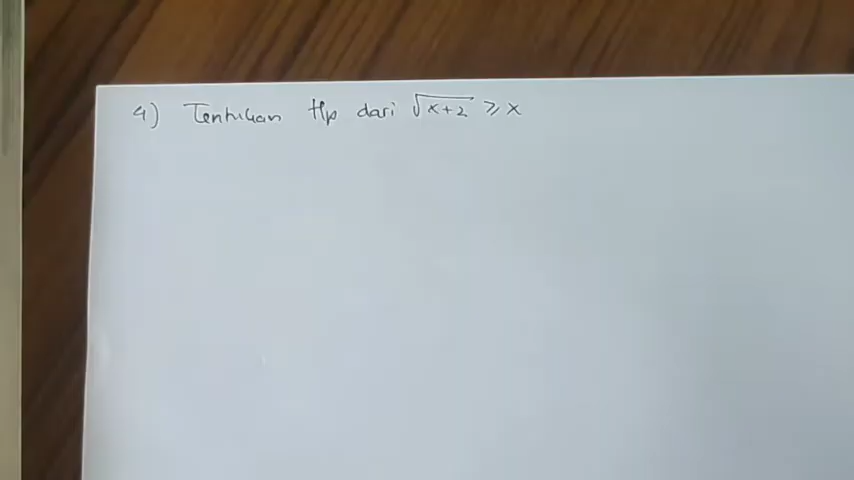 4) Tentukan Hp dari √x+2 ≥ x